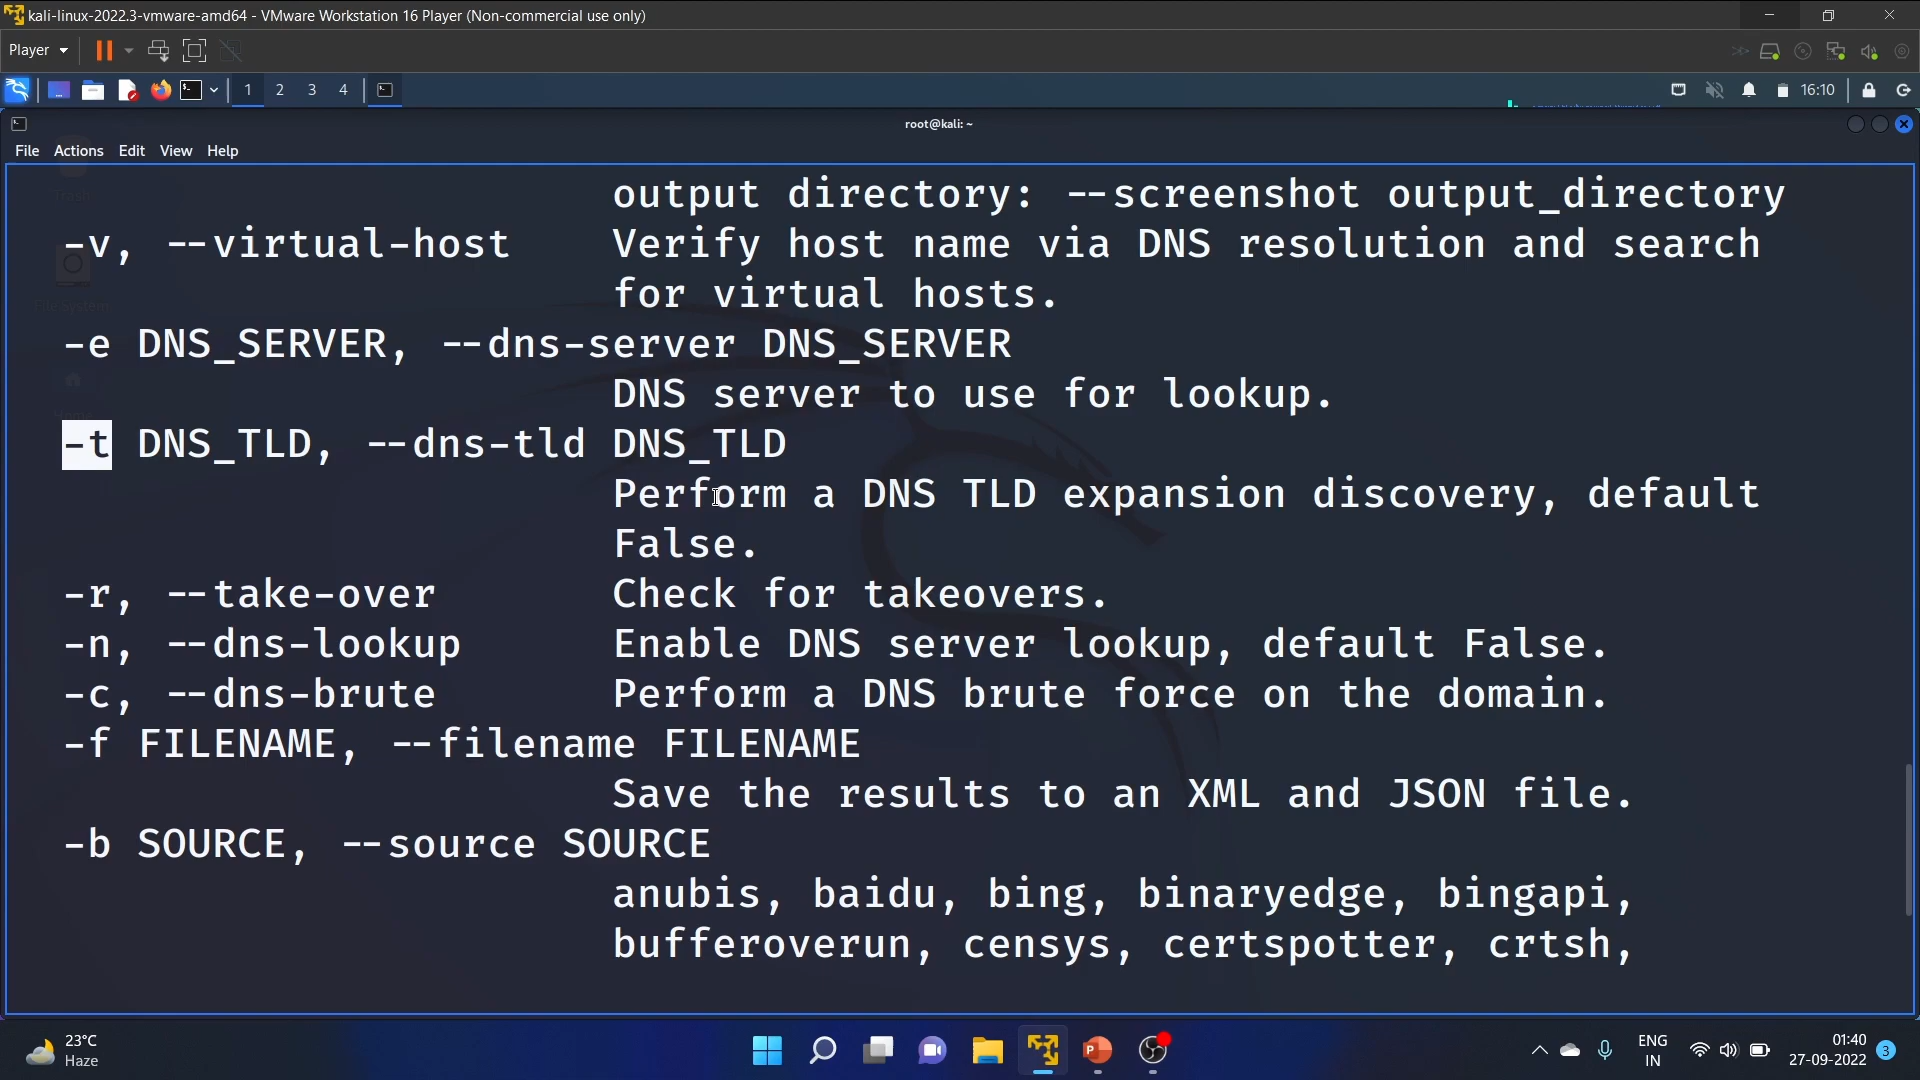 kali-linux-2022.3-vmware-amd64 - VMware Workstation 16 Player (Non-commercial use only)
Player
1 2 3 4
16:10
root@kali: ~
File Actions Edit View Help
output directory: --screenshot output_directory
-v, --virtual-host Verify host name via DNS resolution and search
for virtual hosts.
-e DNS_SERVER, --dns-server DNS_SERVER
DNS server to use for lookup.
-t DNS_TLD, --dns-tld DNS_TLD
Perform a DNS TLD expansion discovery, default
False.
-r, --take-over Check for takeovers.
-n, --dns-lookup Enable DNS server lookup, default False.
-c, --dns-brute Perform a DNS brute force on the domain.
-f FILENAME, --filename FILENAME
Save the results to an XML and JSON file.
-b SOURCE, --source SOURCE
anubis, baidu, bing, binaryedge, bingapi,
bufferoverun, censys, certspotter, crtsh,
Trash
File System
Home
23°C
Haze
ENG
IN
01:40
27-09-2022
3